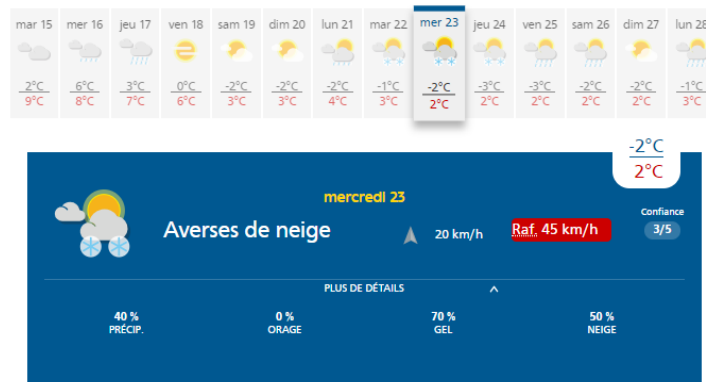 mar 15 mer 16 jeu 17 ven 18 sam 19 dim 20 lun 21 mar 22 mer 23 jeu 24 ven 25 sam 26 dim 27 lun 28
2°C 6°C 3°C 0°C -2°C -2°C -2°C -1°C -2°C -3°C -3°C -2°C -2°C -1°C
9°C 8°C 7°C 6°C 3°C 3°C 4°C 3°C 2°C 2°C 2°C 2°C 2°C 3°C
-2°C
2°C
mercredi 23
Averses de neige
20 km/h
Raf. 45 km/h
Confiance
3/5
PLUS DE DÉTAILS
40 % 0 % 70 % 50 %
PRÉCIP. ORAGE GEL NEIGE